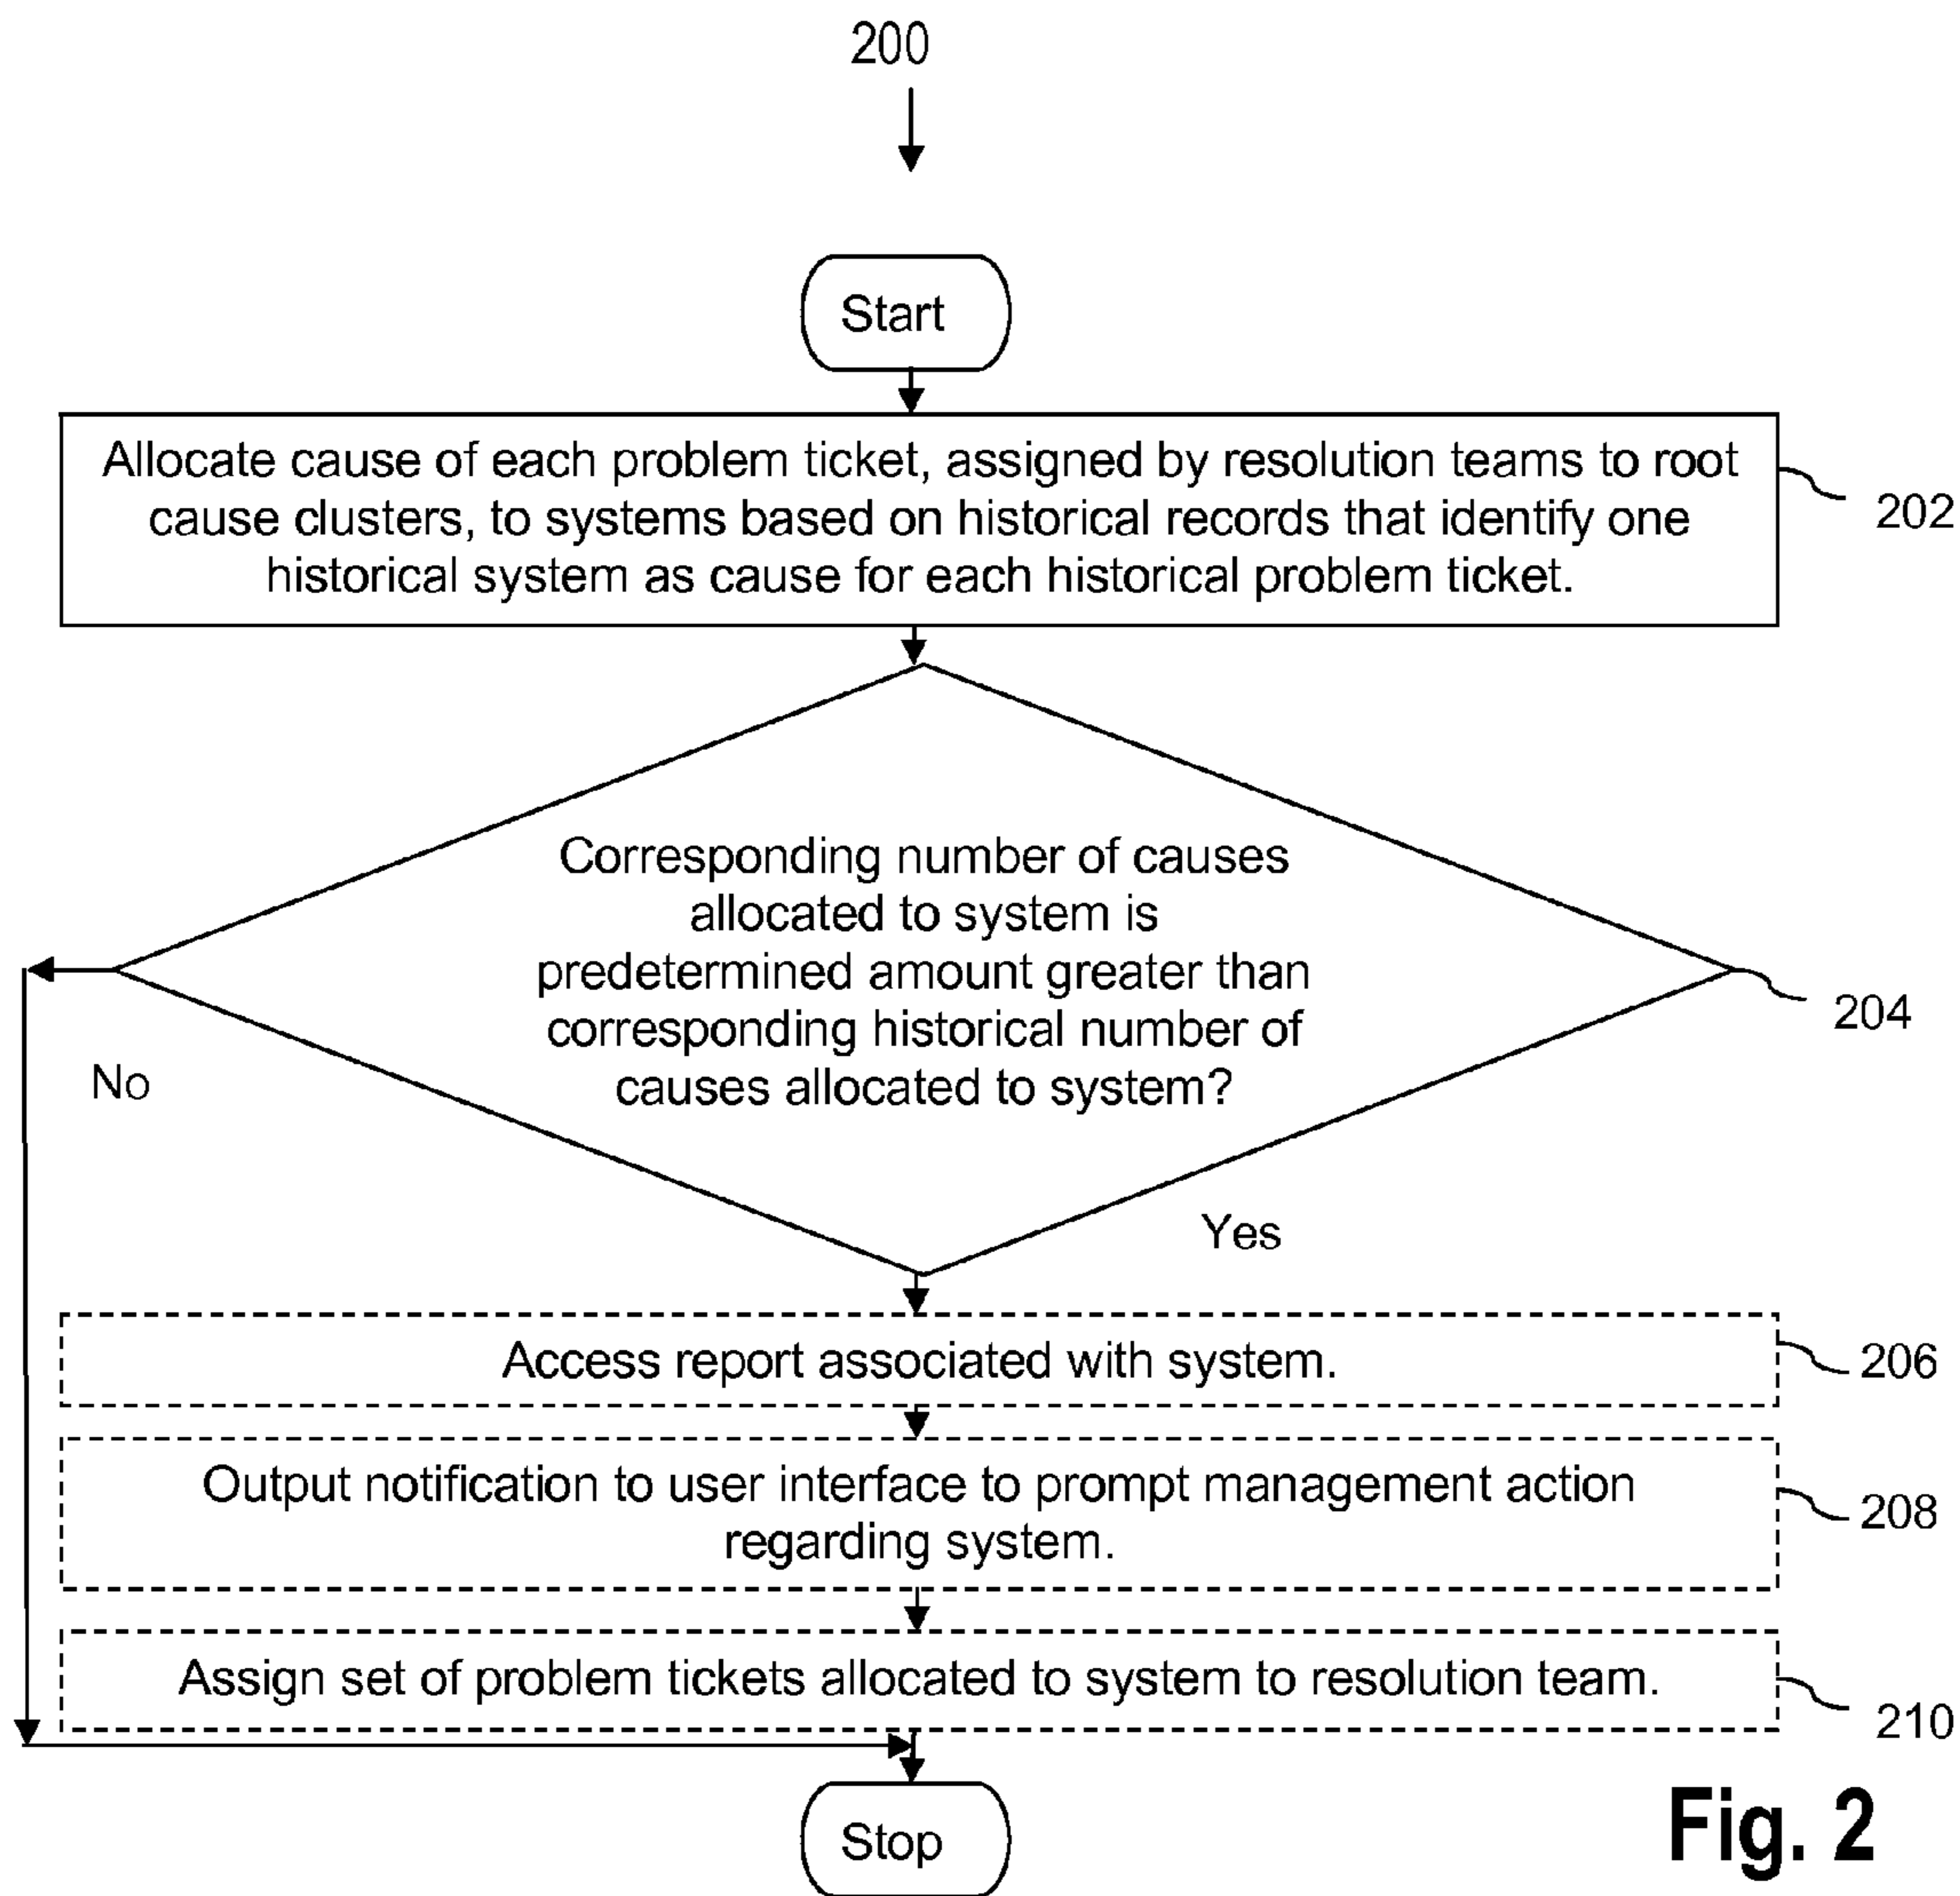 200
Start
Allocate cause of each problem ticket, assigned by resolution teams to root
cause clusters, to systems based on historical records that identify one
historical system as cause for each historical problem ticket.
202
Corresponding number of causes
allocated to system is
predetermined amount greater than
corresponding historical number of
causes allocated to system?
204
No
Yes
Access report associated with system.
206
Output notification to user interface to prompt management action
regarding system.
208
Assign set of problem tickets allocated to system to resolution team.
210
Stop
Fig. 2